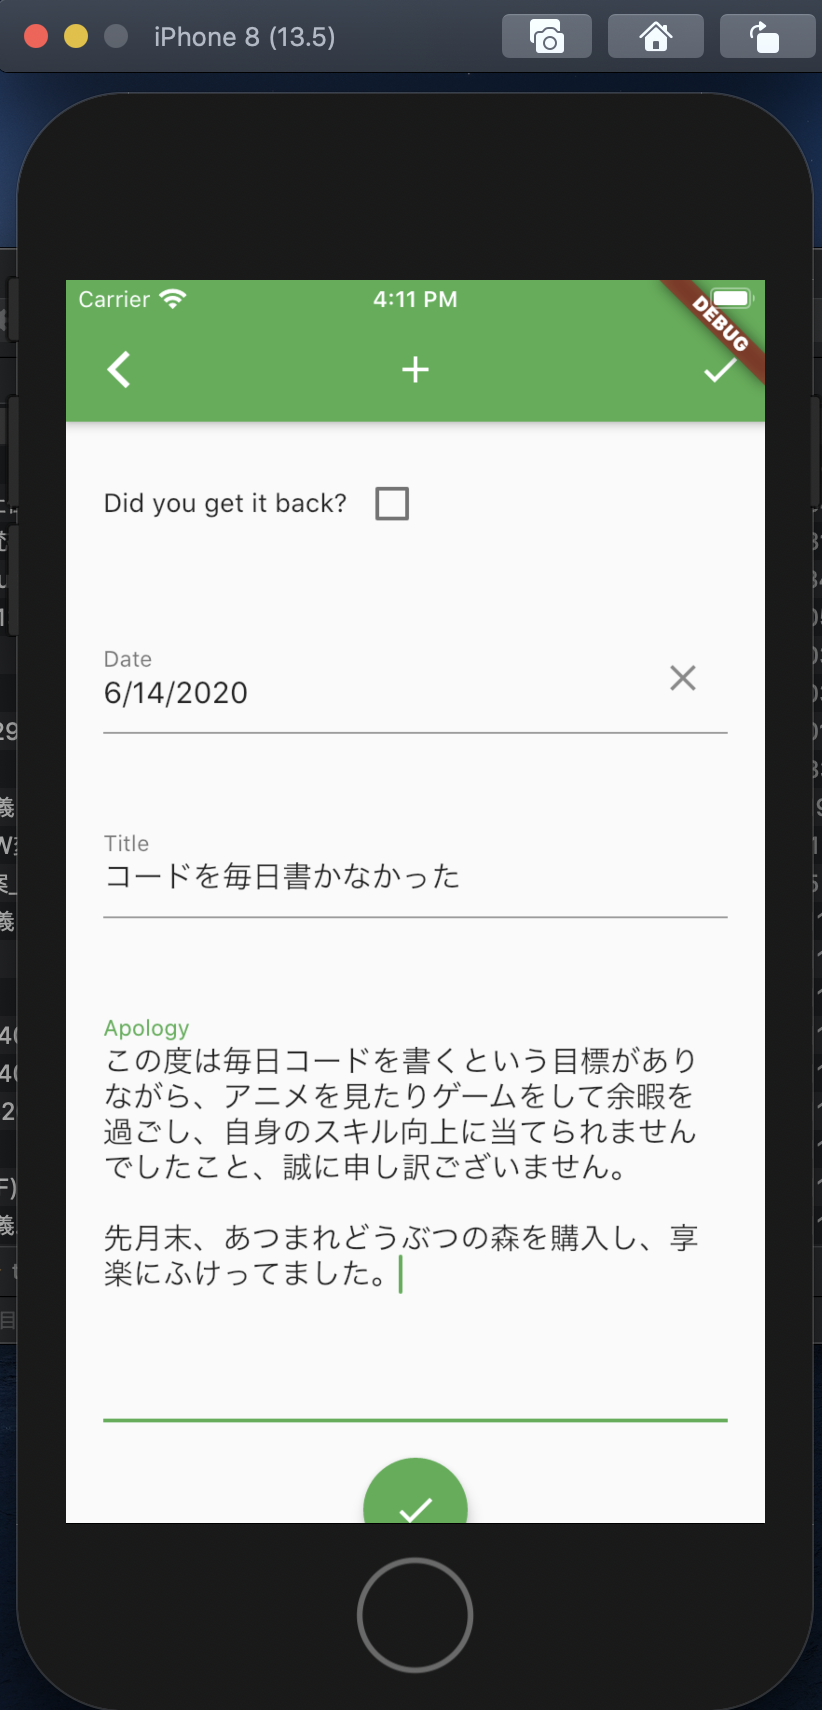 iPhone 8 (13.5)
Carrier
4:11 PM
DEBUG
Did you get it back?
Date
6/14/2020
Title
コードを毎日書かなかった
Apology
この度は毎日コードを書くという目標があり
ながら、アニメを見たりゲームをして余暇を
過ごし、自身のスキル向上に当てられません
でしたこと、誠に申し訳ございません。
先月末、あつまれどうぶつの森を購入し、享
楽にふけってました。